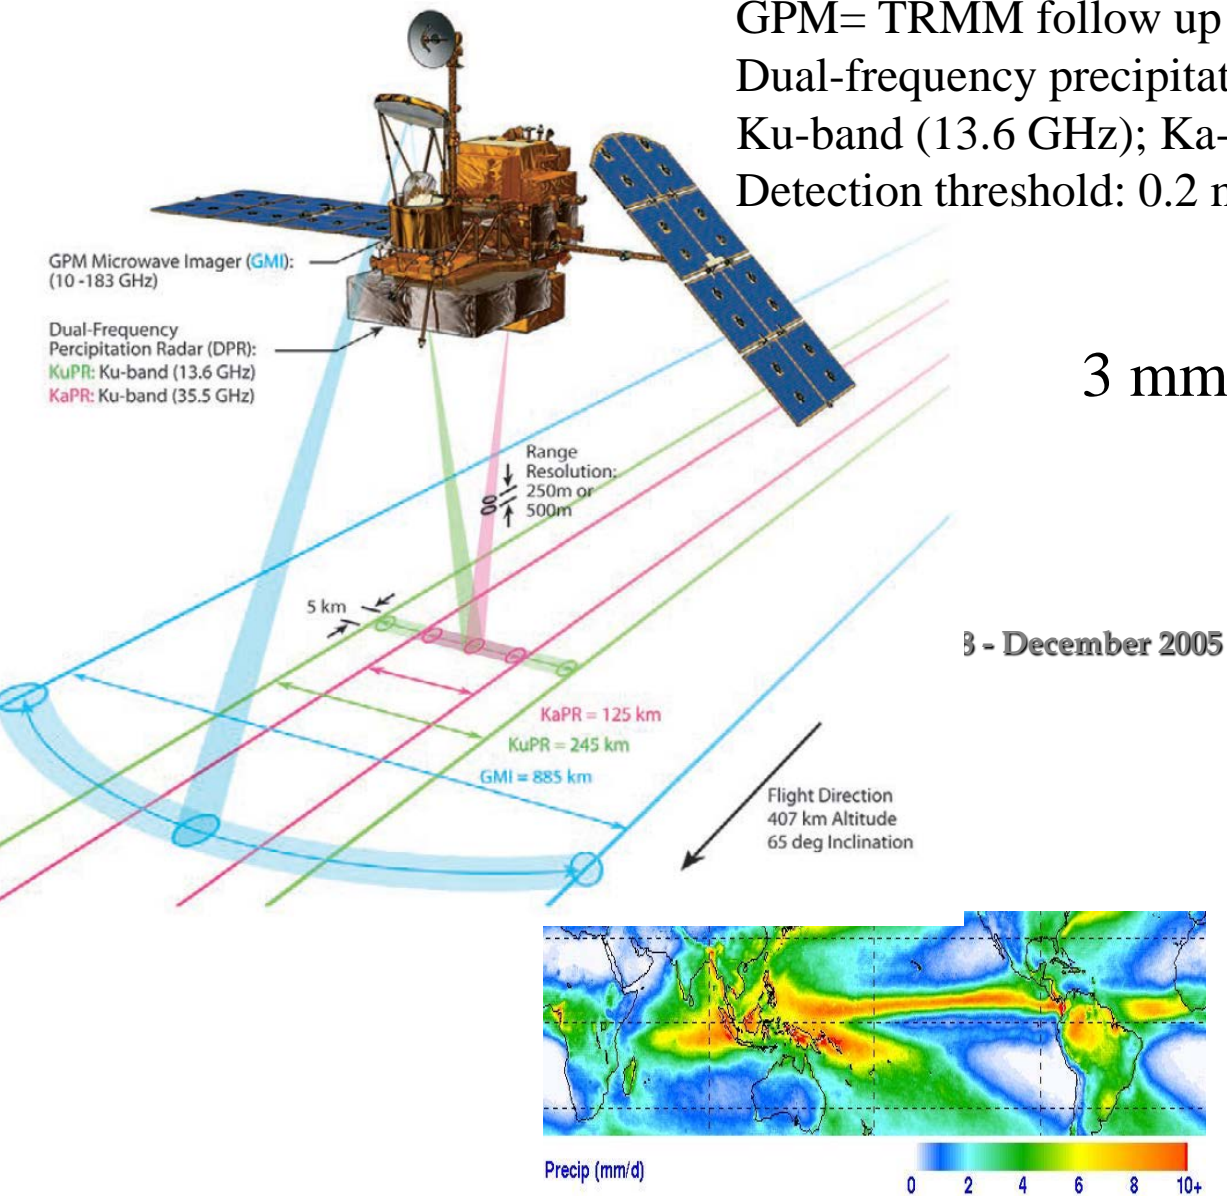 GPM= TRMM follow up
Dual-frequency
Ku-band (13.6 GHz); Ka-
Detection threshold: 0.2
GPM Microwave Imager (GMI):
(10 -183 GHz)
Dual-Frequency
Percipitation Radar (DPR):
KuPR: Ku-band (13.6 GHz)
KaPR: Ku-band (35.5 GHz)
3 mm
Range
Resolution:
250m or
500m
5 km
- December 2005
KaPR = 125 km
KuPR = 245 km
GMI = 885 km
Flight Direction
407 km Altitude
65 deg Inclination
Precip (mm/d)
0 2 4 6 8 10+